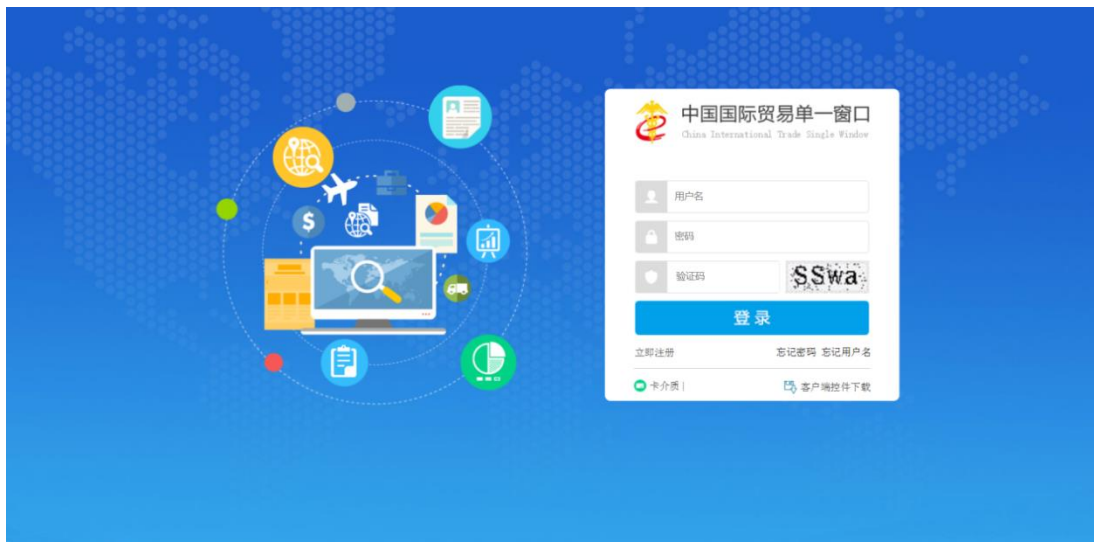 中国国际贸易单一窗口
China International Trade Single Window
用户名
密码
验证码 SSwa
登录
立即注册 忘记密码 忘记用户名
卡介质 | 客户端控件下载
$